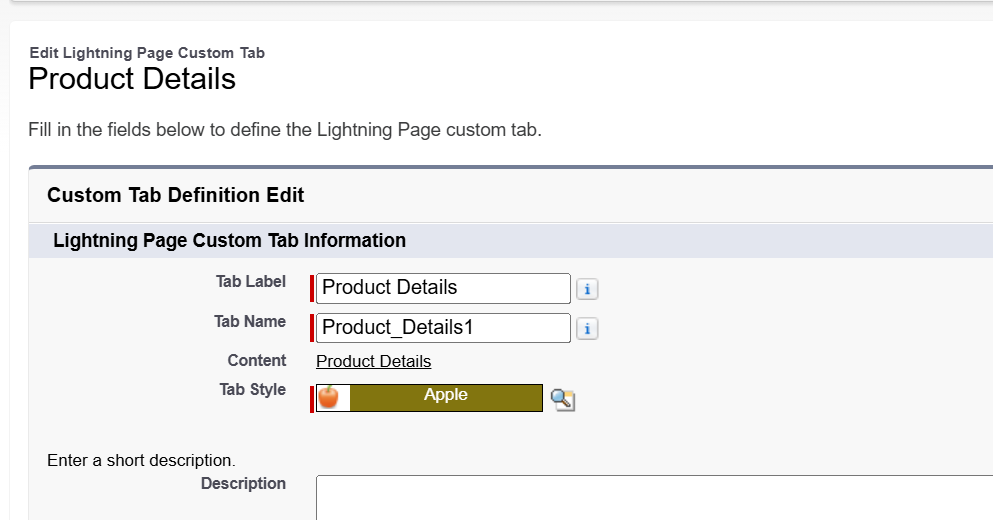 Edit Lightning Page Custom Tab
Product Details
Fill in the fields below to define the Lightning Page custom tab.
Custom Tab Definition Edit
Lightning Page Custom Tab Information
Tab Label Product Details i
Tab Name Product_Details1 i
Content Product Details
Tab Style Apple
Enter a short description.
Description